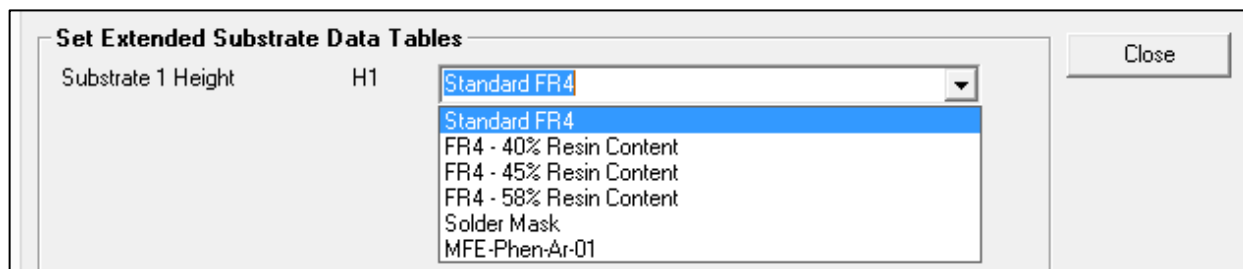 Set Extended Substrate Data Tables
Close
Substrate 1 Height H1 Standard FR4
Standard FR4
FR4 - 40% Resin Content
FR4 - 45% Resin Content
FR4 - 58% Resin Content
Solder Mask
MFE-Phen-Ar-01